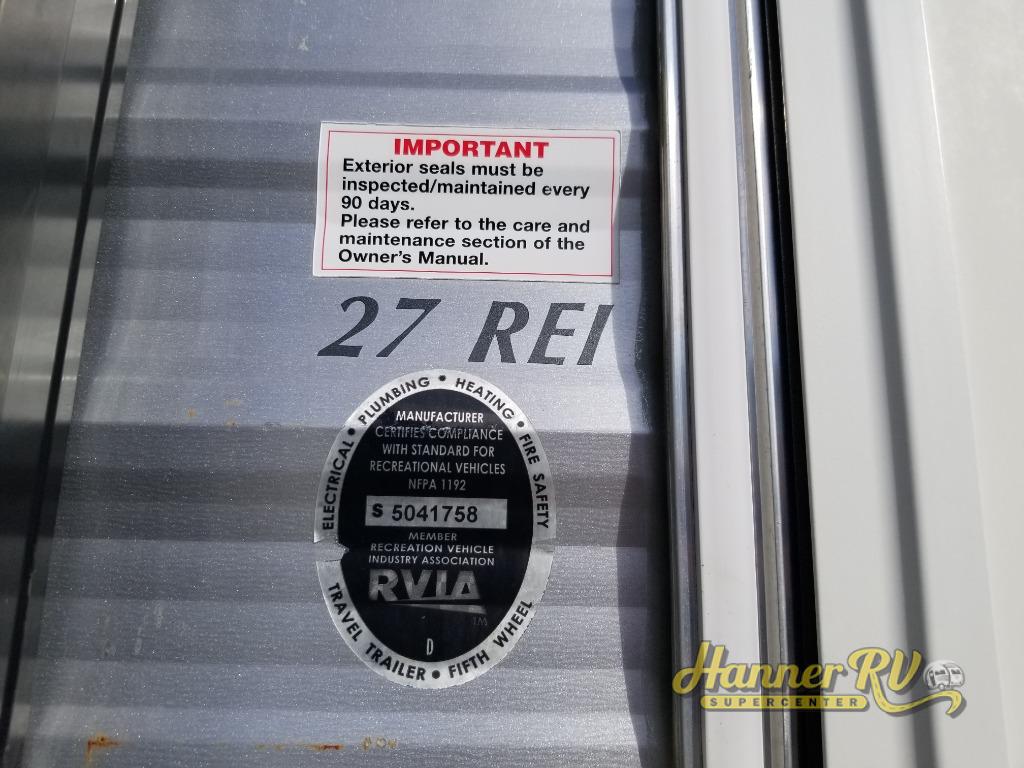 IMPORTANT
Exterior seals must be
inspected/maintained every
90 days.
Please refer to the care and
maintenance section of the
Owner's Manual.
27 REI
ELECTRICAL • PLUMBING • HEATING • FIRE SAFETY
MANUFACTURER
CERTIFIES COMPLIANCE
WITH STANDARD FOR
RECREATIONAL VEHICLES
NFPA 1192
S 5041758
MEMBER
RECREATION VEHICLE
INDUSTRY ASSOCIATION
RVIA
TM
D
TRAVEL TRAILER • FIFTH WHEEL
Hanner RV
SUPERCENTER